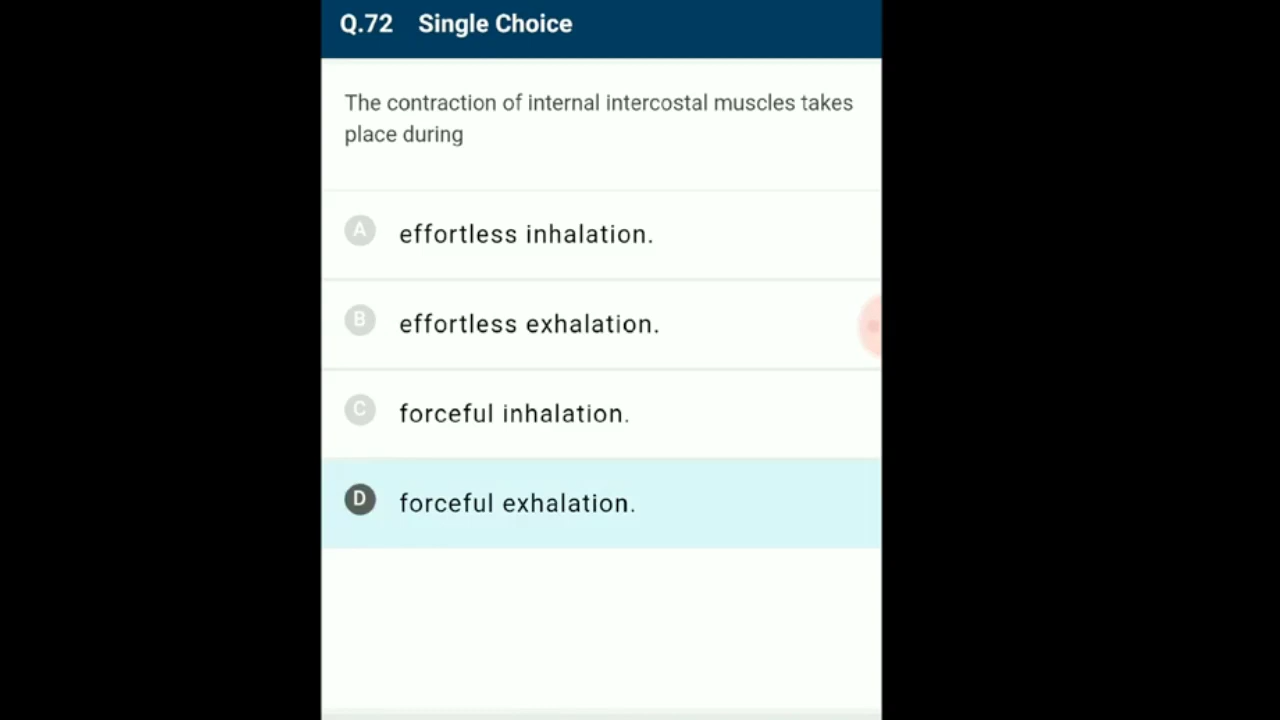 Q.72 Single Choice
The contraction of internal intercostal muscles takes
place during
A effortless inhalation.
B effortless exhalation.
C forceful inhalation.
D forceful exhalation.